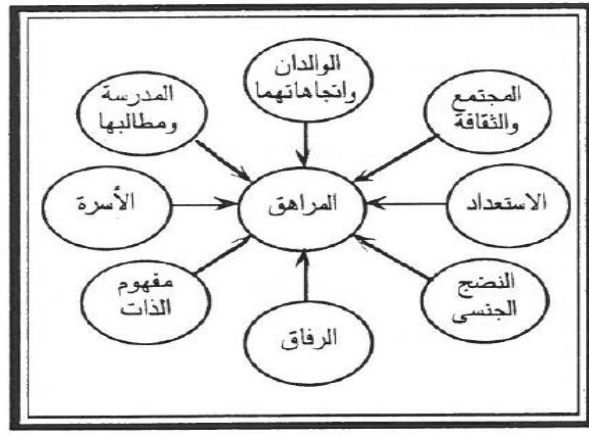 الوالدان
واتجاهاتهما
المجتمع
والثقافة
المدرسة
ومطالبها
الاستعداد
المراهق
الأسرة
النضج
الجنسى
مفهوم
الذات
الرفاق